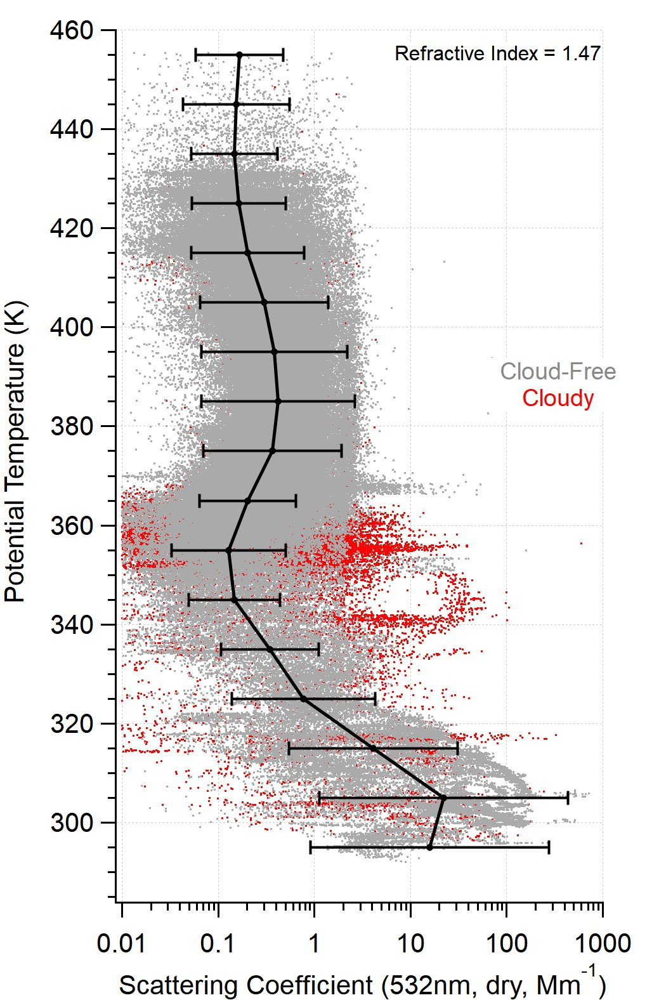 460
Refractive Index = 1.47
440
420
400
Cloud-Free
Cloudy
380
360
340
320
300
Potential Temperature (K)
0.01 0.1 1 10 100 1000
Scattering Coefficient (532nm, dry, Mm⁻¹)